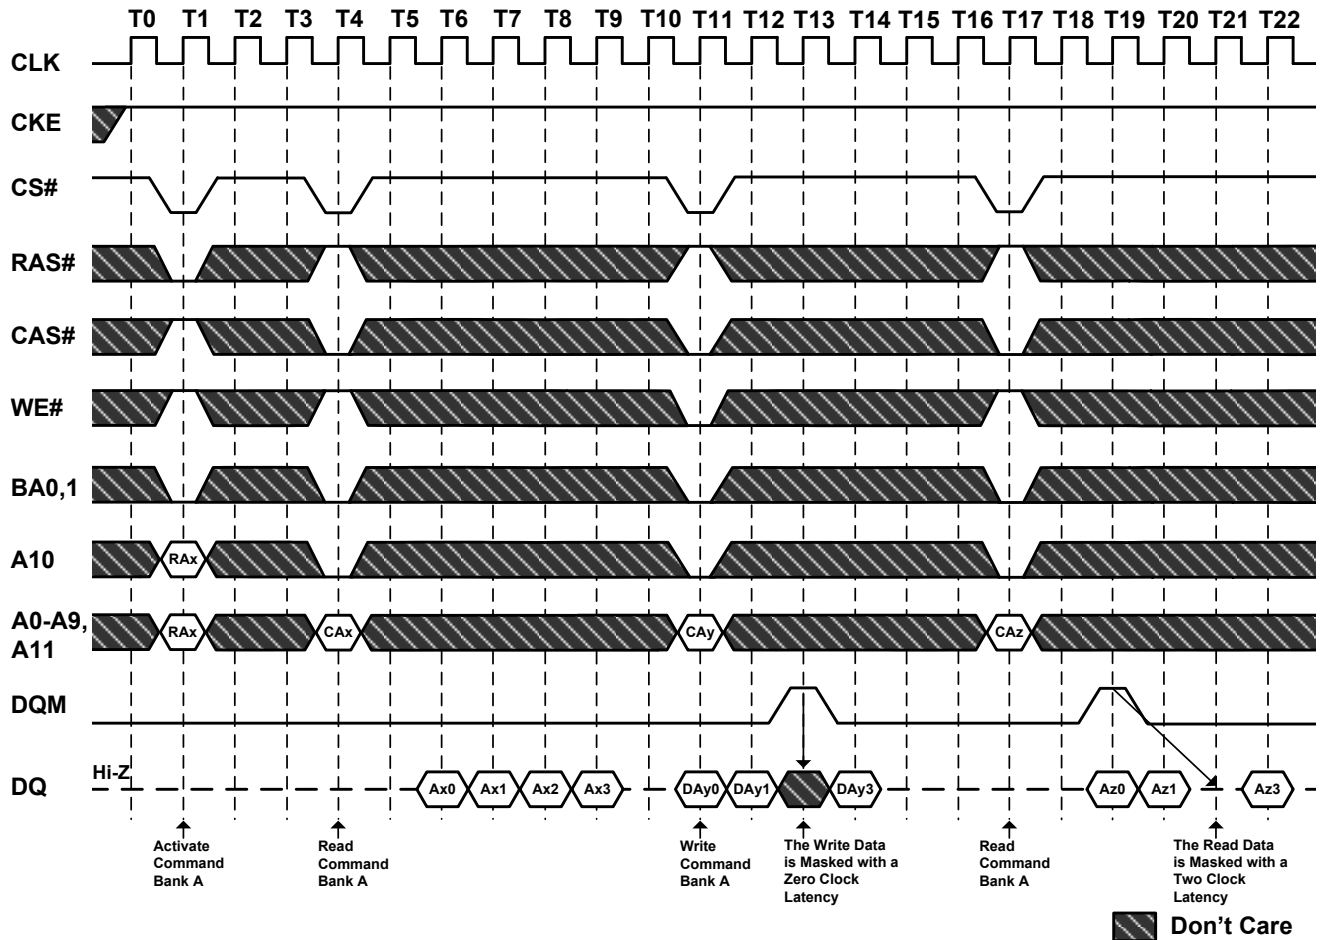 T0 T1 T2 T3 T4 T5 T6 T7 T8 T9 T10 T11 T12 T13 T14 T15 T16 T17 T18 T19 T20 T21 T22
CLK
CKE
CS#
RAS#
CAS#
WE#
BA0,1
A10 RAx
A0-A9,
A11 RAx CAx CAy CAz
DQM
Hi-Z
DQ Ax0 Ax1 Ax2 Ax3 DAy0 DAy1 DAy3 Az0 Az1 Az3
Activate
Command
Bank A
Read
Command
Bank A
Write
Command
Bank A
The Write Data
is Masked with a
Zero Clock
Latency
Read
Command
Bank A
The Read Data
is Masked with a
Two Clock
Latency
Don't Care